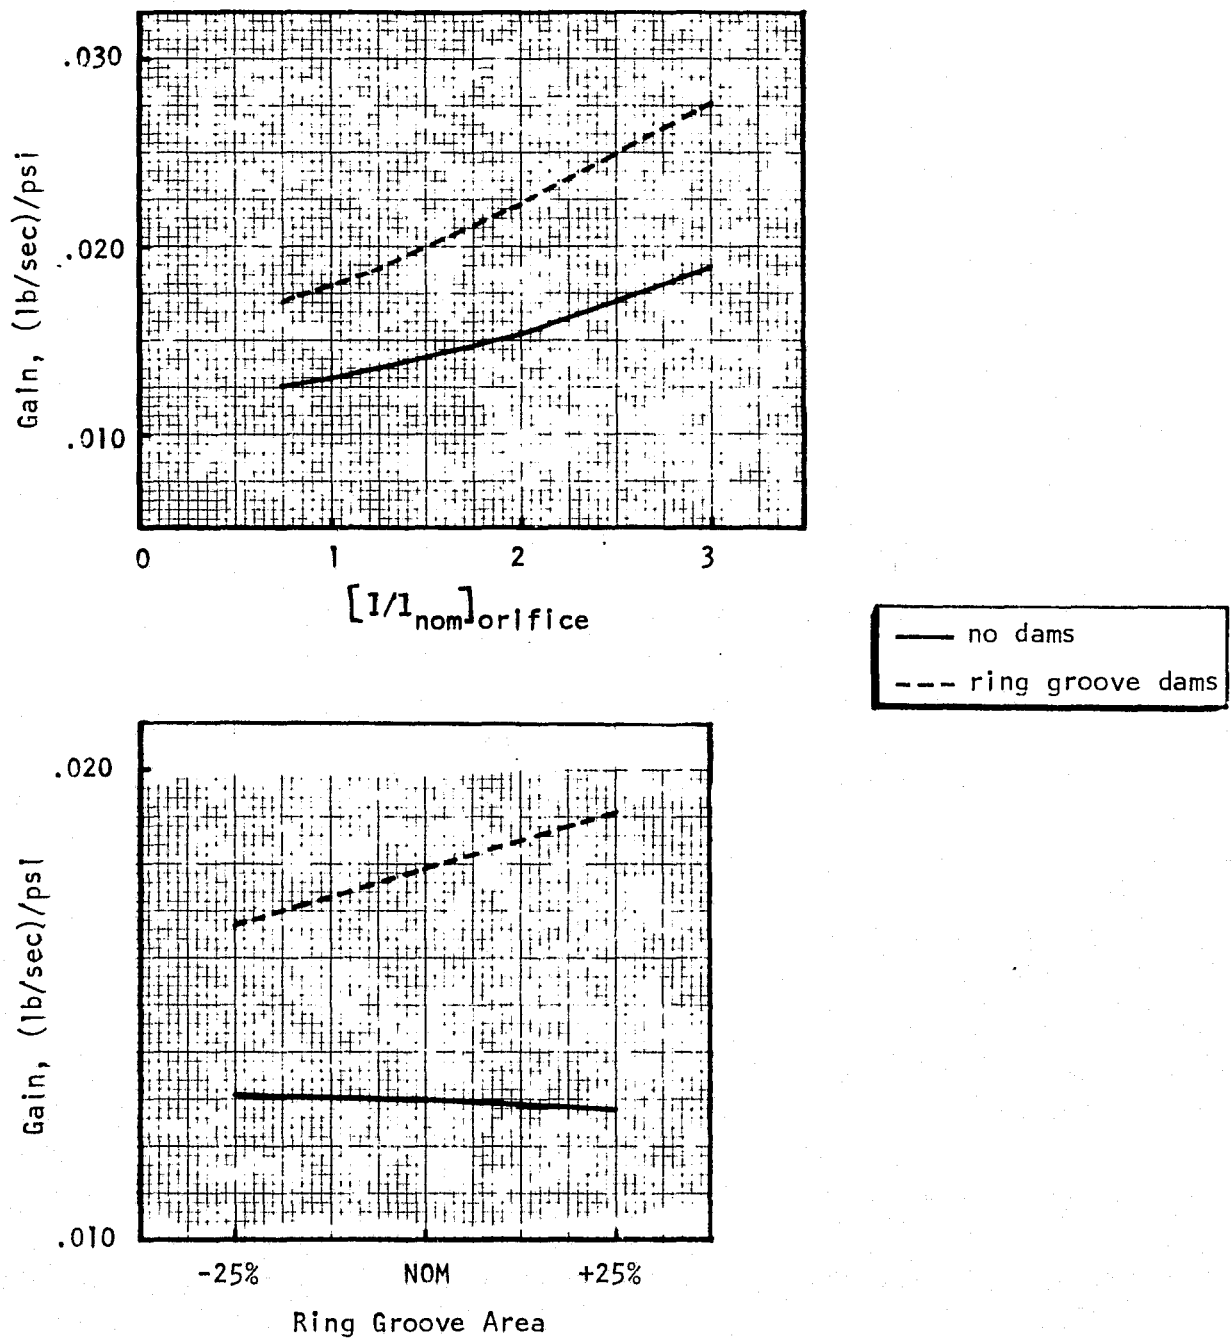 .030
.020
.010
Gain, (lb/sec)/psi
0 1 2 3
[I/I nom] orifice
no dams
ring groove dams
.020
.010
Gain, (lb/sec)/psi
-25% NOM +25%
Ring Groove Area